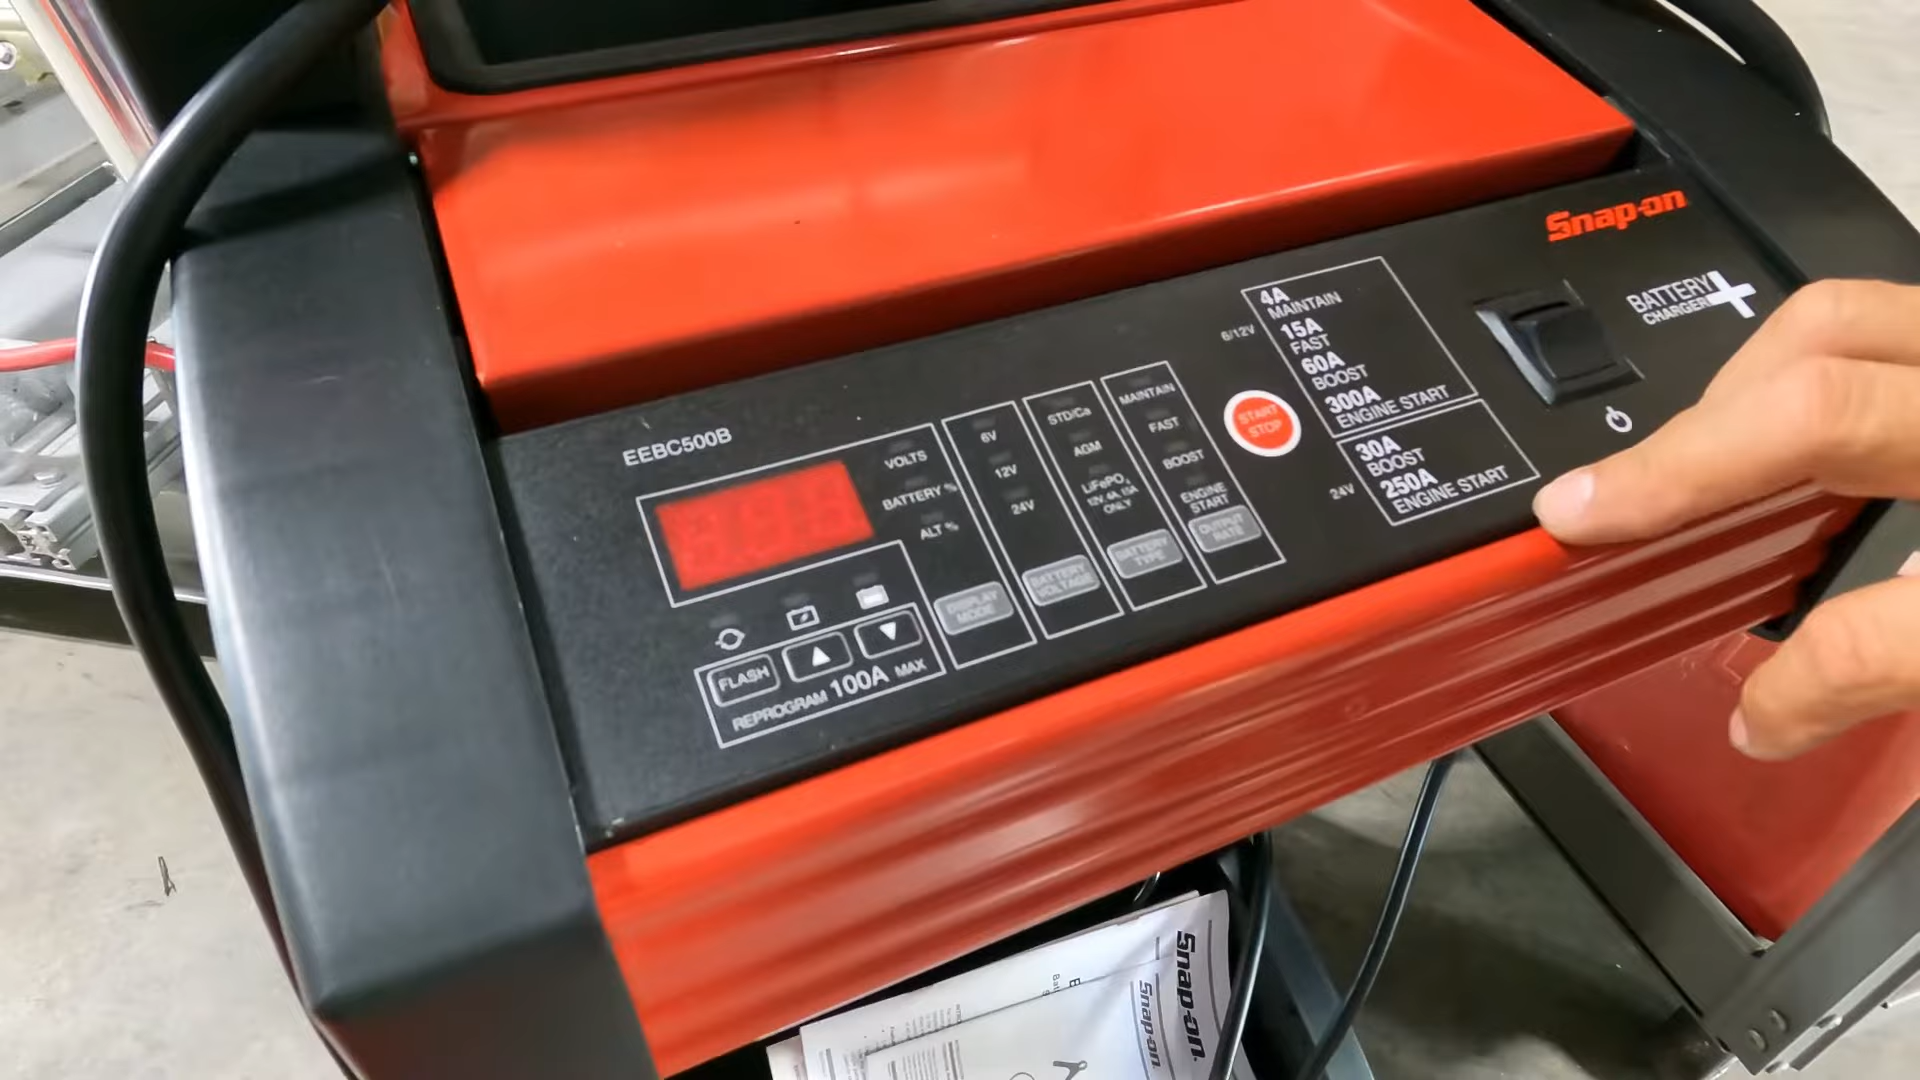 Snap-on
BATTERY
CHARGER
EEBC500B
VOLTS
BATTERY %
ALT %
FLASH
REPROGRAM 100A MAX
DISPLAY
MODE
6V
12V
24V
BATTERY
VOLTAGE
STD/Ca
AGM
LiFePO4
12V 4A 15A
ONLY
BATTERY
TYPE
MAINTAIN
FAST
BOOST
ENGINE
START
OUTPUT
RATE
START
STOP
6/12V
4A
MAINTAIN
15A
FAST
60A
BOOST
300A
ENGINE START
24V
30A
BOOST
250A
ENGINE START
Snap-on
Snap-on